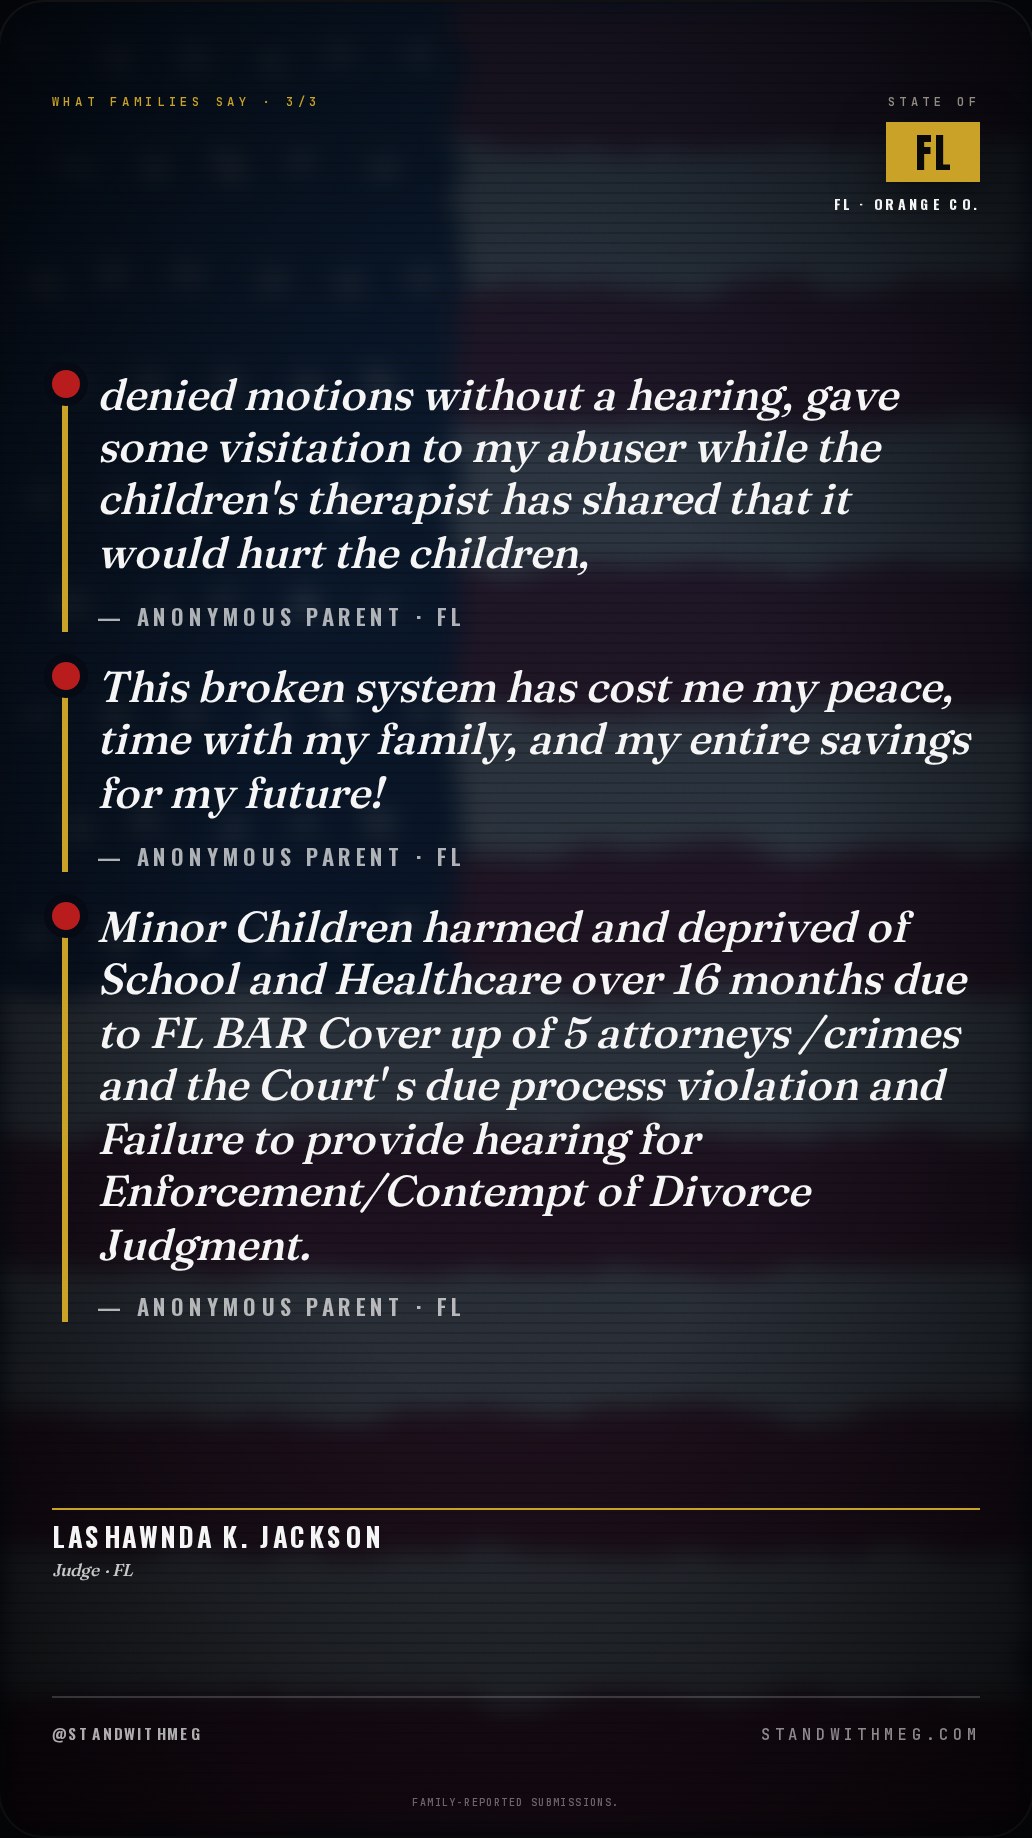 WHAT FAMILIES SAY · 3/3
STATE OF
FL
FL · ORANGE CO.
denied motions without a hearing, gave
some visitation to my abuser while the
children's therapist has shared that it
would hurt the children,
— ANONYMOUS PARENT · FL
This broken system has cost me my peace,
time with my family, and my entire savings
for my future!
— ANONYMOUS PARENT · FL
Minor Children harmed and deprived of
School and Healthcare over 16 months due
to FL BAR Cover up of 5 attorneys /crimes
and the Court' s due process violation and
Failure to provide hearing for
Enforcement/Contempt of Divorce
Judgment.
— ANONYMOUS PARENT · FL
LASHAWNDA K. JACKSON
Judge · FL
@STANDWITHMEG
STANDWITHMEG.COM
FAMILY-REPORTED SUBMISSIONS.